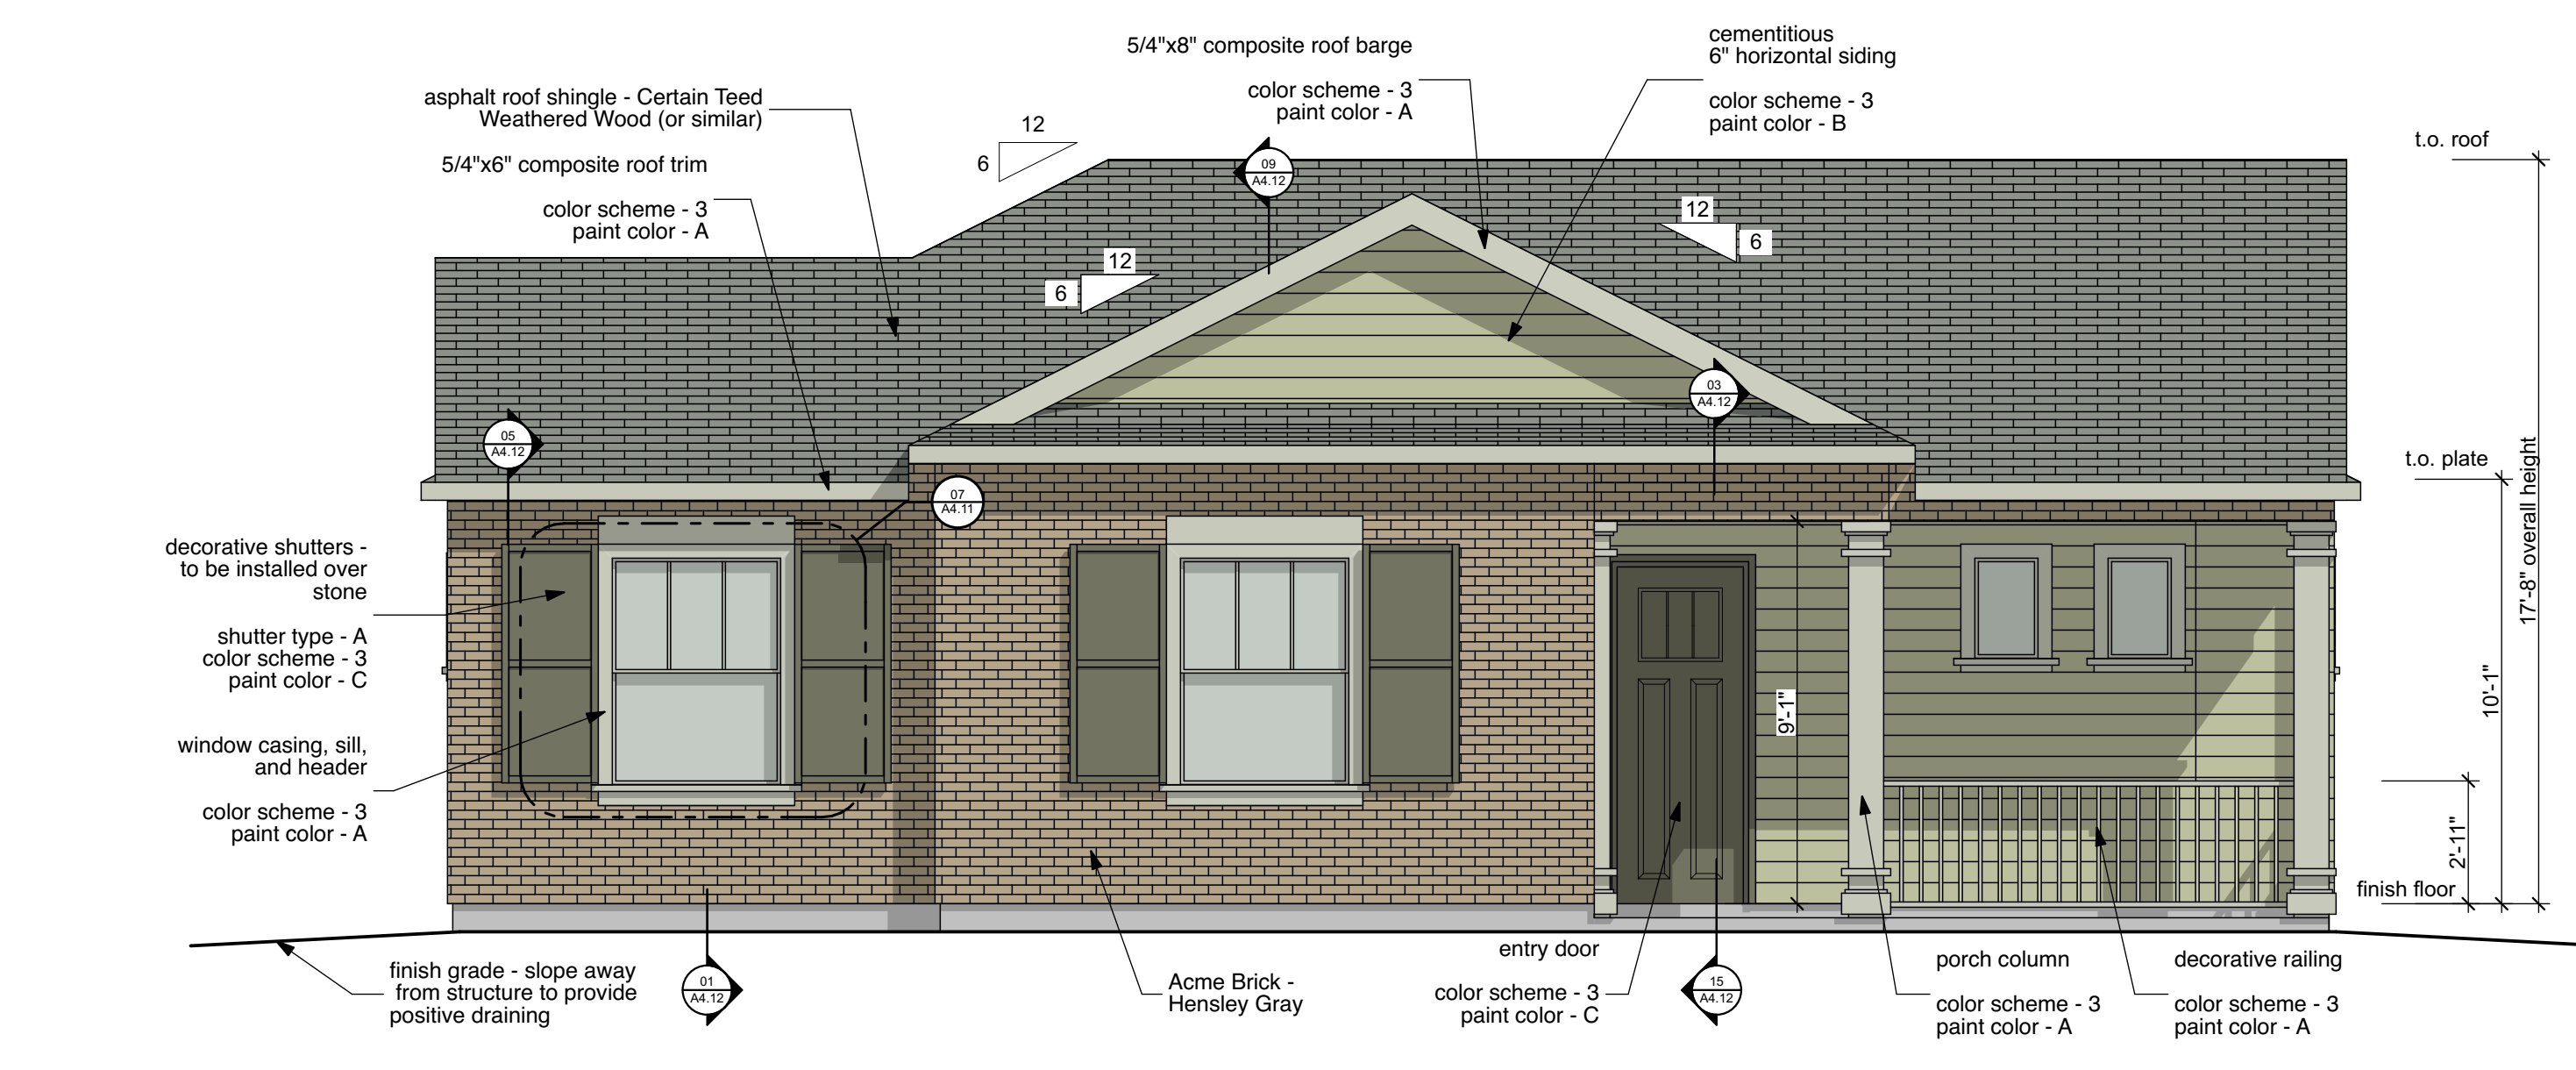 5/4"x8" composite roof barge
color scheme - 3
paint color - A
cementitious
6" horizontal siding
color scheme - 3
paint color - B
asphalt roof shingle - Certain Teed
Weathered Wood (or similar)
5/4"x6" composite roof trim
color scheme - 3
paint color - A
12
6
09
A4.12
12
6
12
6
t.o. roof
03
A4.12
05
A4.12
07
A4.11
t.o. plate
17'-8" overall height
decorative shutters -
to be installed over
stone
shutter type - A
color scheme - 3
paint color - C
window casing, sill,
and header
color scheme - 3
paint color - A
9'-1"
10'-1"
2'-11"
finish floor
finish grade - slope away
from structure to provide
positive draining
01
A4.12
Acme Brick -
Hensley Gray
entry door
color scheme - 3
paint color - C
15
A4.12
porch column
color scheme - 3
paint color - A
decorative railing
color scheme - 3
paint color - A